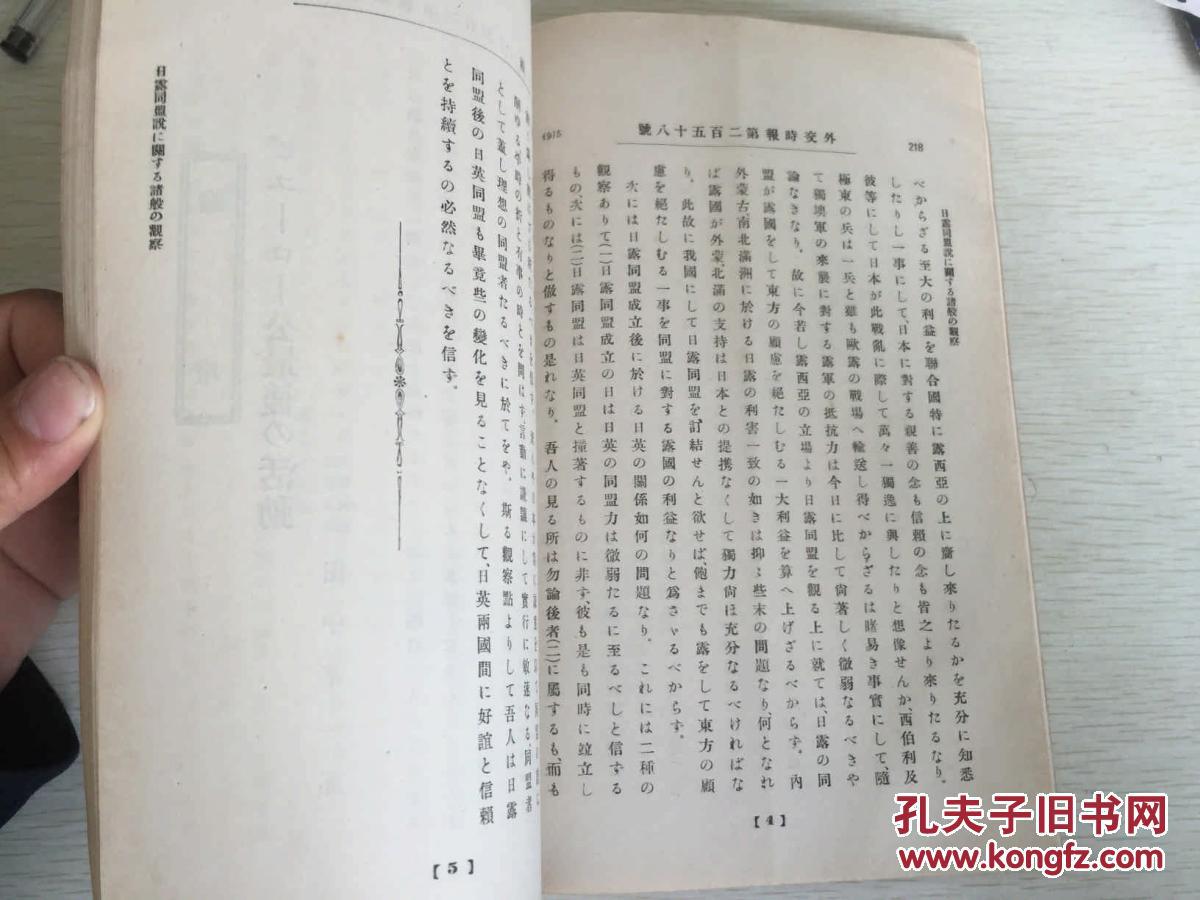 218
外交時報第二百五十八號
1915
日露同盟說に關する諸般の觀察
べからざる至大の利益を聯合國特に露西亞の上に齎し來りたるかを充分に知悉
したりし一事にして、日本に對する親善の念も信賴の念も皆之より來りたるなり。
彼等にして日本が此戰亂に際して萬々一獨逸に與したりと想像せんか、西伯利及
極東の兵は一兵と雖も歐露の戰場へ輸送し得べからざるは睹易き事實にして、隨
て獨墺軍の來襲に對する露軍の抵抗力は今日に比して尙著しく微弱なるべきや
論なきなり。故に今若し露西亞の立場より日露同盟を觀る上に就ては、日露の同
盟が露國をして東方の顧慮を絕たしむる一大利益を算へ上げざるべからず。內
外蒙古、南北滿洲に於ける日露の利害一致の如きは抑〻些末の問題なり、何となれ
ば露國が外蒙、北滿の支持は日本との提携なくして獨力尙ほ充分なるべければな
り。此故に我國にして日露同盟を訂結せんと欲せば、飽までも露をして東方の顧
慮を絕たしむる一事を同盟に對する露國の利益なりと爲さゞるべからず。
次には日露同盟成立後に於ける日英の關係如何の問題なり。これには二種の
觀察ありて(一)日露同盟成立の日は日英の同盟力は微弱たるに至るべしと信する
もの、次には(二)日露同盟は日英同盟と撞著するものに非ず、彼も是も同時に竝立し
得るものなりと做すもの是れなり。吾人の見る所は勿論後者(二)に屬するも、而も
【4】
として蓋し理想の同盟者たるべきに於てをや。斯る觀察點よりして吾人は日露
同盟後の日英同盟も畢竟些の變化を見ることなくして、日英兩國間に好誼と信賴
とを持續するの必然なるべきを信ず。
日露同盟說に關する諸般の觀察
【5】
孔夫子旧书网
www.kongfz.com